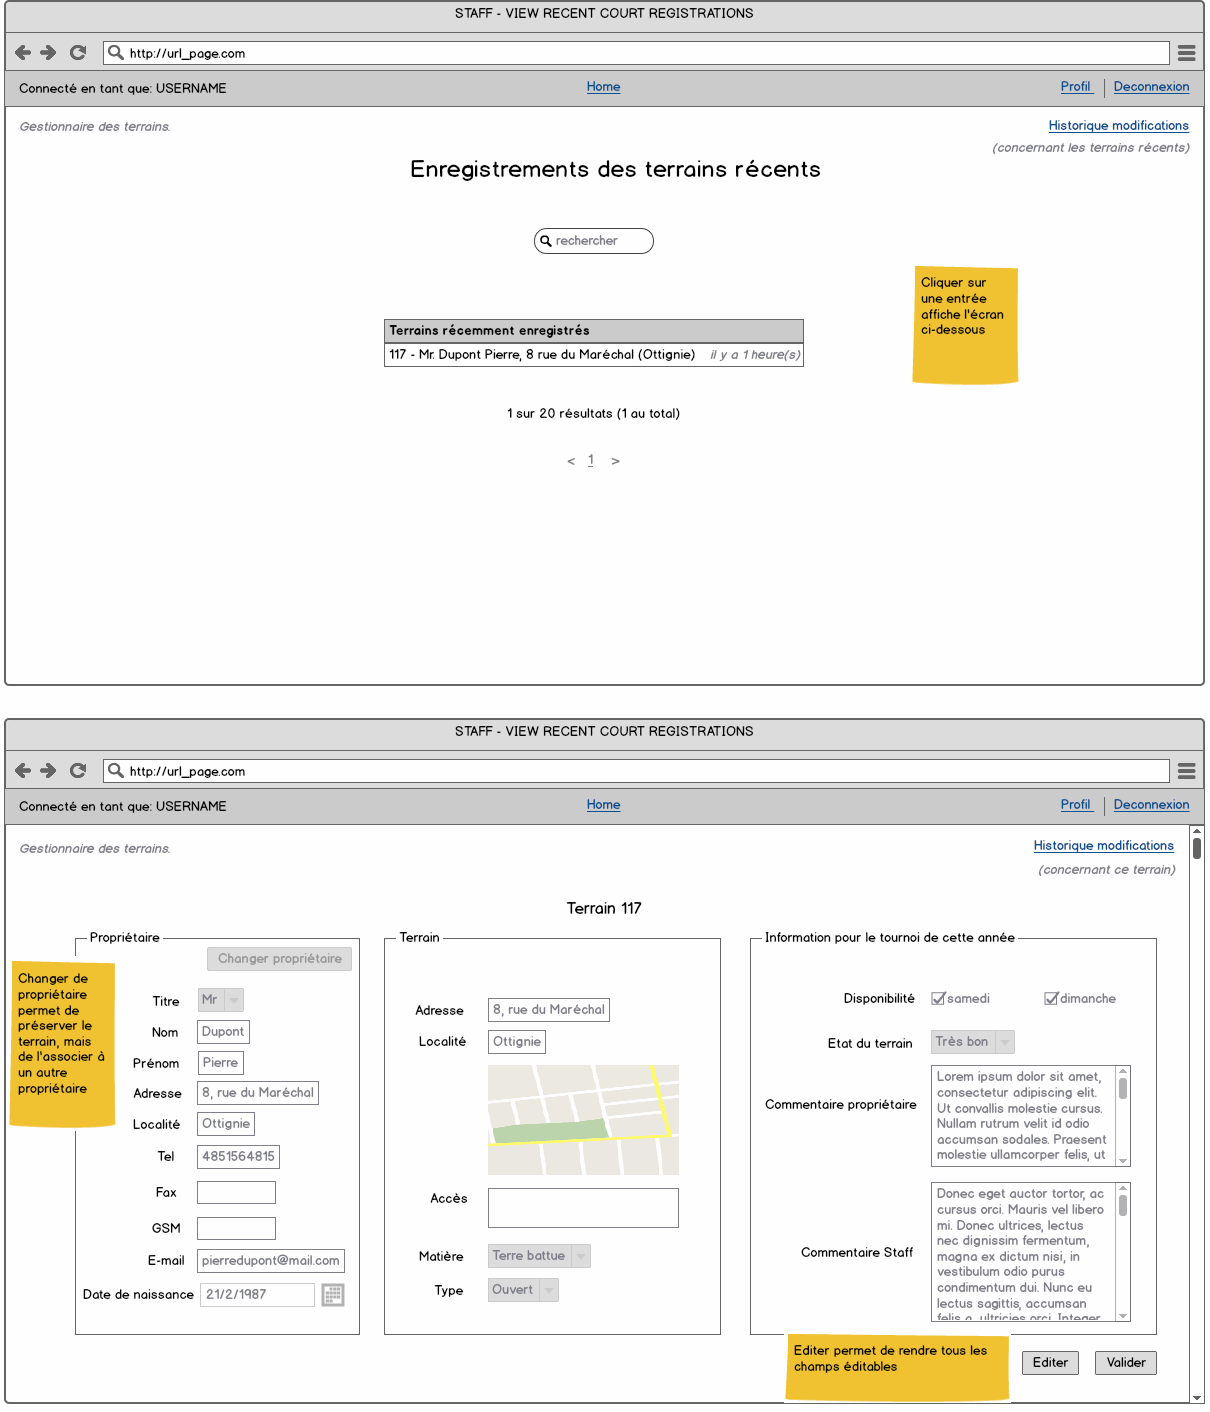 STAFF - VIEW RECENT COURT REGISTRATIONS
http://url_page.com
Connecté en tant que: USERNAME
Home
Profil
Deconnexion
Gestionnaire des terrains.
Historique modifications
(concernant les terrains récents)
Enregistrements des terrains récents
rechercher
Cliquer sur
une entrée
affiche l'écran
ci-dessous
Terrains récemment enregistrés
117 - Mr. Dupont Pierre, 8 rue du Maréchal (Ottignie) il y a 1 heure(s)
1 sur 20 résultats (1 au total)
< 1 >
STAFF - VIEW RECENT COURT REGISTRATIONS
http://url_page.com
Connecté en tant que: USERNAME
Home
Profil
Deconnexion
Gestionnaire des terrains.
Historique modifications
(concernant ce terrain)
Terrain 117
Propriétaire
Changer propriétaire
Changer de
propriétaire
permet de
préserver le
terrain, mais
de l'associer à
un autre
propriétaire
Titre Mr
Nom Dupont
Prénom Pierre
Adresse 8, rue du Maréchal
Localité Ottignie
Tel 4851564815
Fax
GSM
E-mail pierredupont@mail.com
Date de naissance 21/2/1987
Terrain
Adresse 8, rue du Maréchal
Localité Ottignie
Accès
Matière Terre battue
Type Ouvert
Information pour le tournoi de cette année
Disponibilité samedi dimanche
Etat du terrain Très bon
Commentaire propriétaire
Lorem ipsum dolor sit amet,
consectetur adipiscing elit.
Ut convallis molestie cursus.
Nullam rutrum velit id odio
accumsan sodales. Praesent
molestie ullamcorper felis, ut
Commentaire Staff
Donec eget auctor tortor, ac
cursus orci. Mauris vel libero
mi. Donec ultrices, lectus
nec dignissim fermentum,
magna ex dictum nisi, in
vestibulum odio purus
condimentum dui. Nunc eu
lectus sagittis, accumsan
felis a, ultricies orci. Integer
Editer permet de rendre tous les
champs éditables
Editer
Valider